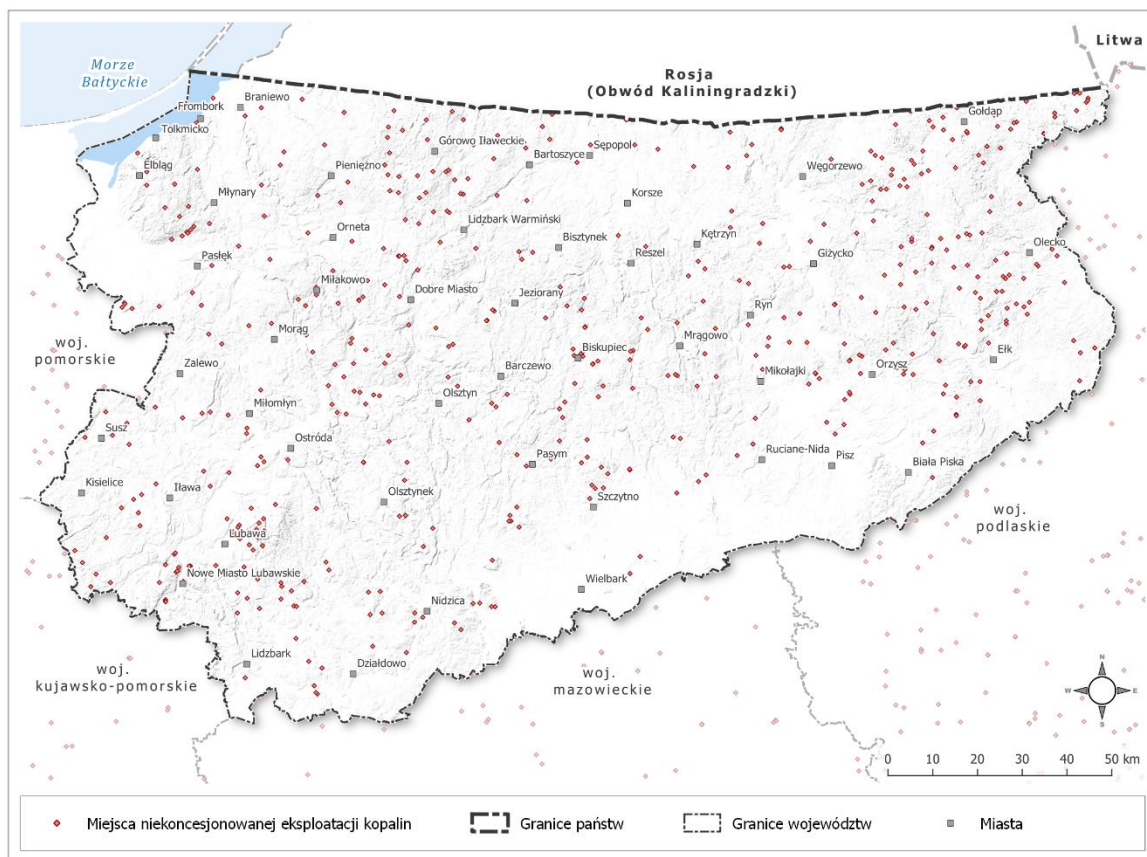 Litwa
Morze
Bałtyckie
Rosja
(Obwód Kaliningradzki)
Frombork
Braniewo
Gołdap
Tolkmicko
Górowo Iławeckie
Sępopol
Bartoszyce
Elbląg
Pieniężno
Węgorzewo
Młynary
Korsze
Lidzbark Warmiński
Orneta
Bisztynek
Kętrzyn
Olecko
Pasłęk
Reszel
Giżycko
Miłakowo
Dobre Miasto
Jeziorany
Ryn
woj.
pomorskie
Morąg
Biskupiec
Mrągowo
Ełk
Zalewo
Barczewo
Mikołajki
Orzysz
Miłomłyn
Olsztyn
Susz
Ostróda
Pasym
Ruciane-Nida
Pisz
Biała Piska
Kisielice
Iława
Olsztynek
Szczytno
woj.
podlaskie
Lubawa
Nowe Miasto Lubawskie
Wielbark
Nidzica
Lidzbark
Działdowo
woj.
kujawsko-pomorskie
woj.
mazowieckie
N
W E
S
0 10 20 30 40 50 km
Miejsca niekoncesjonowanej eksploatacji kopalin Granice państw Granice województw Miasta